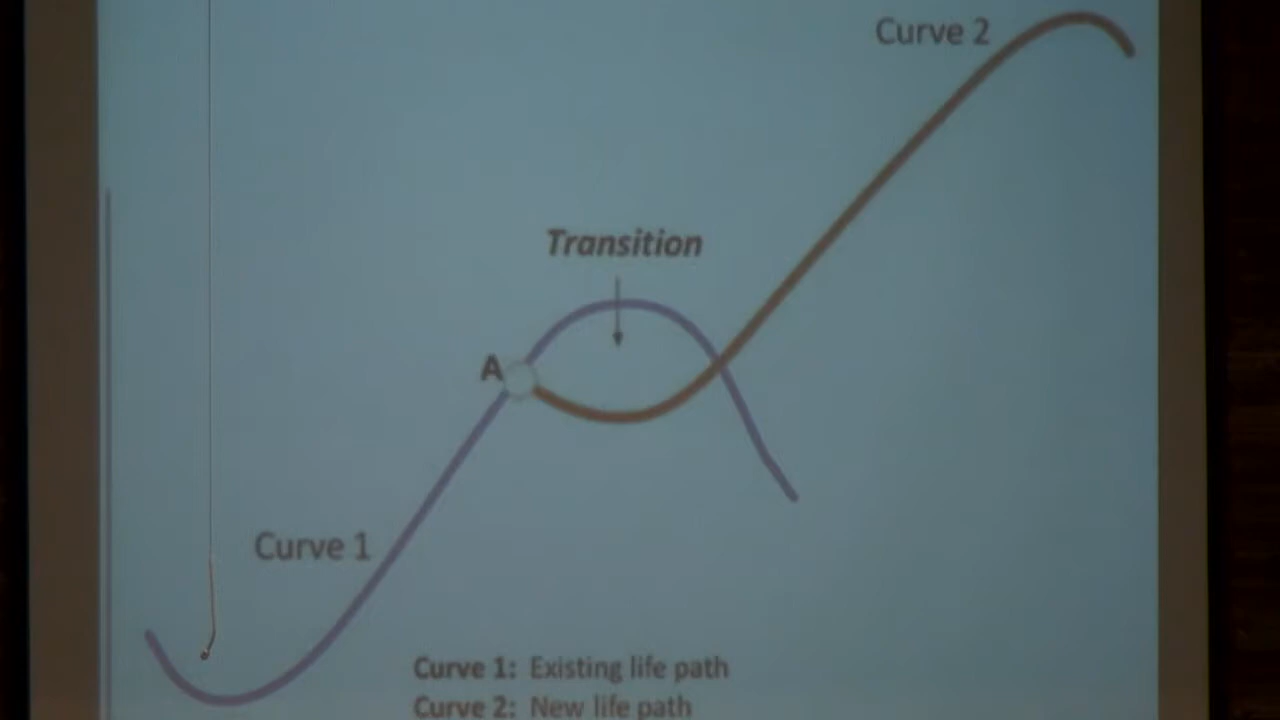 Curve 2
Transition
A
Curve 1
Curve 1: Existing life path
Curve 2: New life path